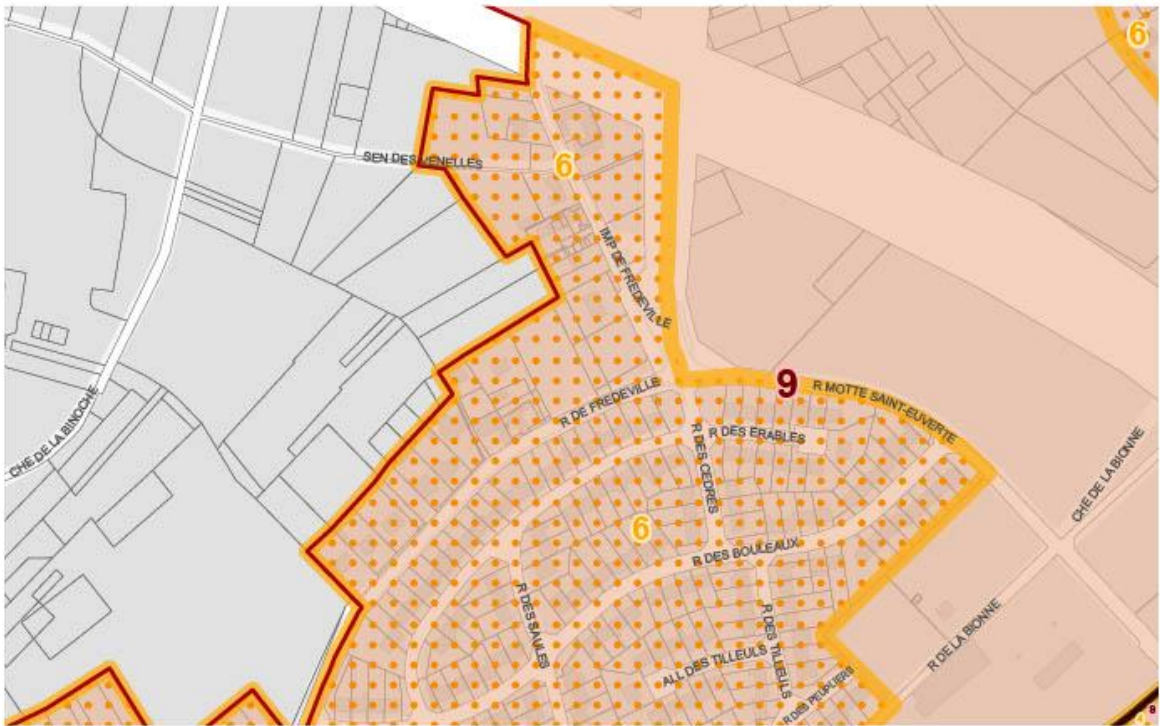 6
SEN DES VENELLES
6
IMP DE FREDEVILLE
9
R MOTTE SAINT-EUVERTE
R DE FREDEVILLE
CHE DE LA BINOCHE
R DES ERABLES
R DES CEDRES
CHE DE LA BIONNE
6
R DES BOULEAUX
R DES SAULES
R DES TILLEULS
R DE LA BIONNE
ALL DES TILLEULS
R DES PEUPLIERS
8